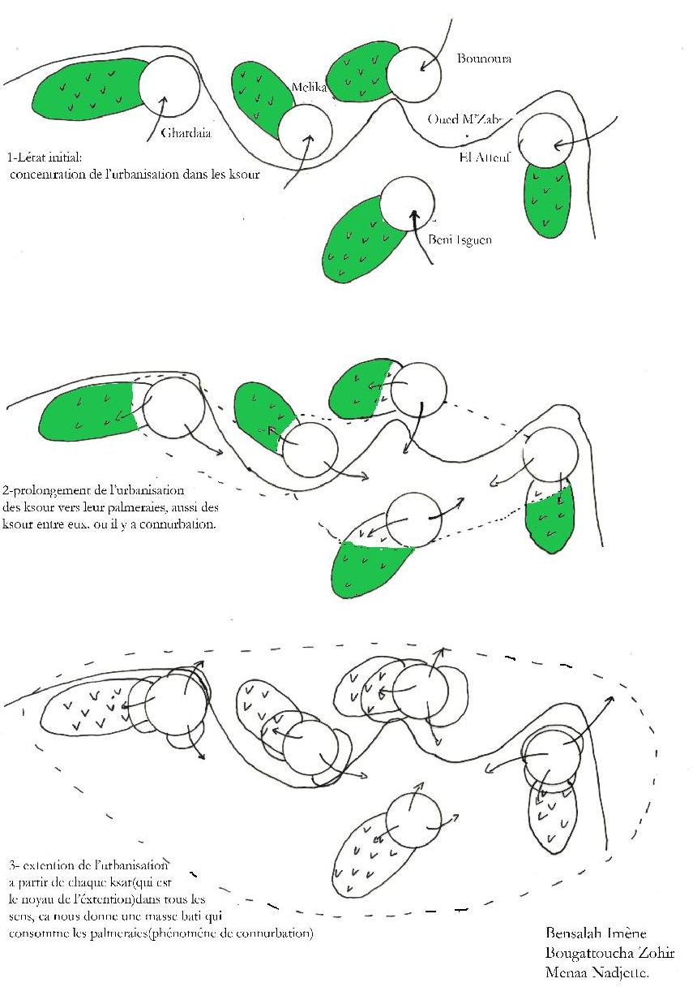 Bounoura
Melika
Oued M'Zab
Ghardaia
1-Létat initial:
El Atteuf
concentration de l'urbanisation dans les ksour
Beni Isguen
2-prolongement de l'urbanisation
des ksour vers leur palmeraies, aussi des
ksour entre eux. ou il y a connurbation.
3- extention de l'urbanisation
a partir de chaque ksar(qui est
le noyau de l'éxtention)dans tous les
sens, ca nous donne une masse bati qui
consomme les palmeraies(phénoméne de connurbation)
Bensalah Imène
Bougattoucha Zohir
Menaa Nadjette.